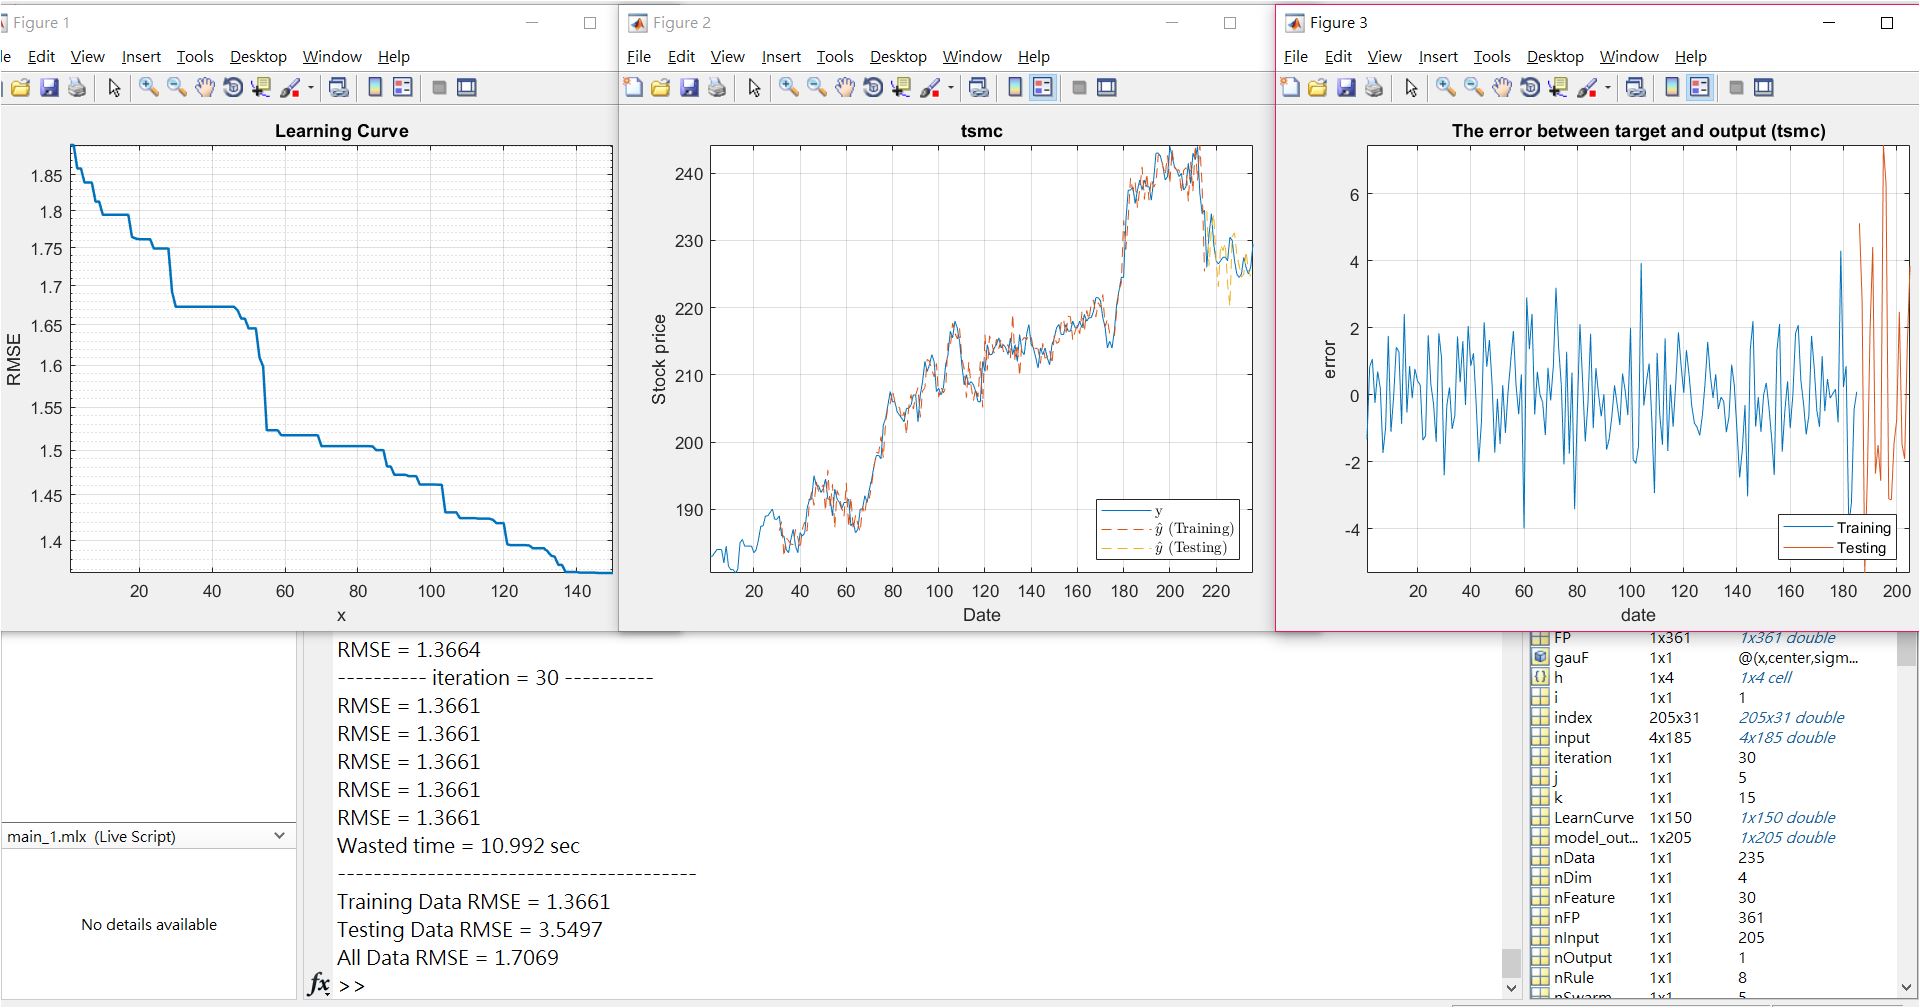 Figure 1
le Edit View Insert Tools Desktop Window Help
Learning Curve
1.85
1.8
1.75
1.7
1.65
1.6
1.55
1.5
1.45
1.4
RMSE
20 40 60 80 100 120 140
x
Figure 2
File Edit View Insert Tools Desktop Window Help
tsmc
240
230
220
210
200
190
Stock price
y
ŷ (Training)
ŷ (Testing)
20 40 60 80 100 120 140 160 180 200 220
Date
Figure 3
File Edit View Insert Tools Desktop Window Help
The error between target and output (tsmc)
6
4
2
0
-2
-4
error
Training
Testing
20 40 60 80 100 120 140 160 180 200
date
main_1.mlx (Live Script)
No details available
RMSE = 1.3664
---------- iteration = 30 ----------
RMSE = 1.3661
RMSE = 1.3661
RMSE = 1.3661
RMSE = 1.3661
RMSE = 1.3661
Wasted time = 10.992 sec
----------------------------------------
Training Data RMSE = 1.3661
Testing Data RMSE = 3.5497
All Data RMSE = 1.7069
fx >>
FP 1x361 1x361 double
gauF 1x1 @(x,center,sigm...
h 1x4 1x4 cell
i 1x1 1
index 205x31 205x31 double
input 4x185 4x185 double
iteration 1x1 30
j 1x1 5
k 1x1 15
LearnCurve 1x150 1x150 double
model_out... 1x205 1x205 double
nData 1x1 235
nDim 1x1 4
nFeature 1x1 30
nFP 1x1 361
nInput 1x1 205
nOutput 1x1 1
nRule 1x1 8
nSwarm 1x1 5